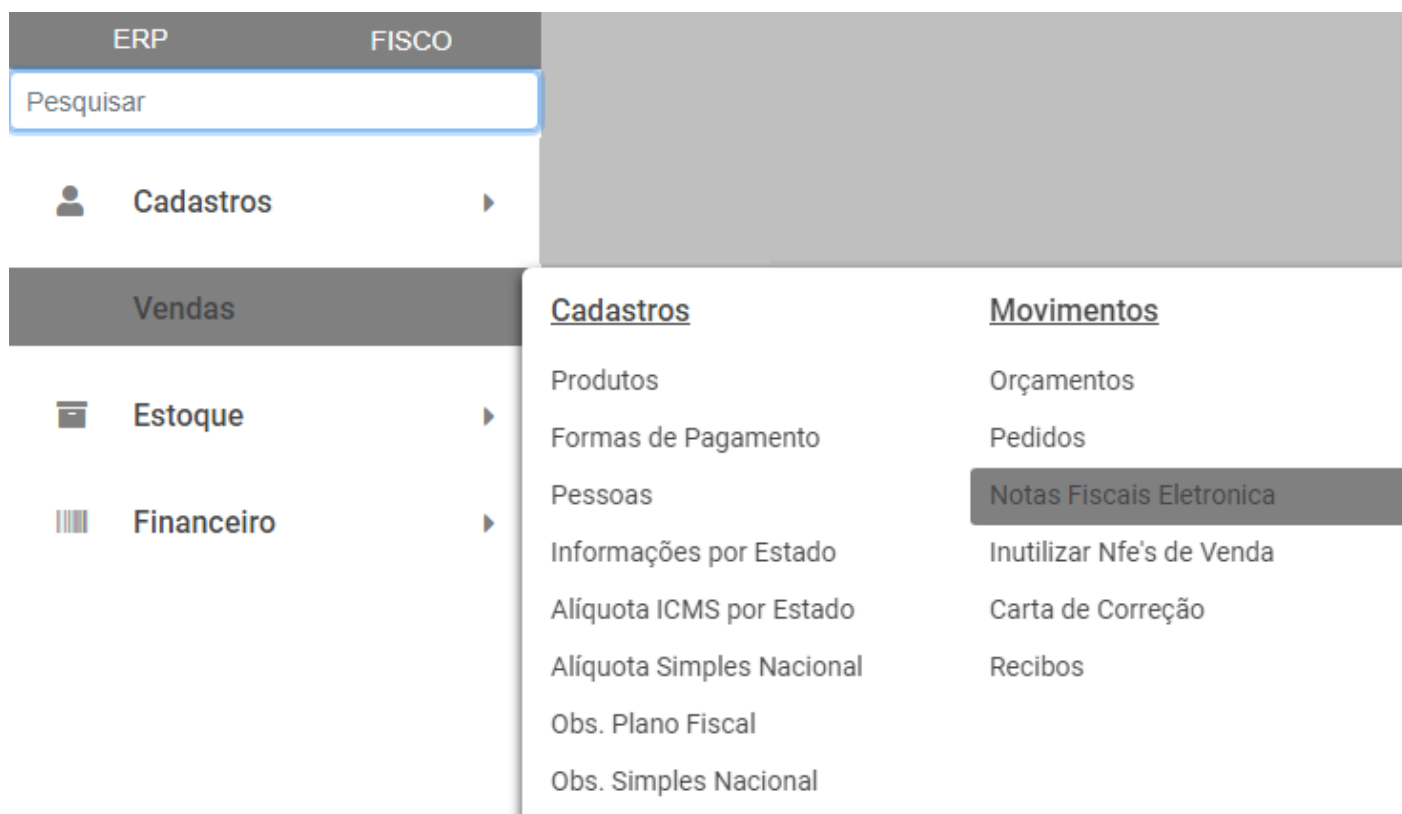 ERP FISCO
Pesquisar
Cadastros
Vendas
Estoque
Financeiro
Cadastros
Produtos
Formas de Pagamento
Pessoas
Informações por Estado
Alíquota ICMS por Estado
Alíquota Simples Nacional
Obs. Plano Fiscal
Obs. Simples Nacional
Movimentos
Orçamentos
Pedidos
Notas Fiscais Eletronica
Inutilizar Nfe's de Venda
Carta de Correção
Recibos